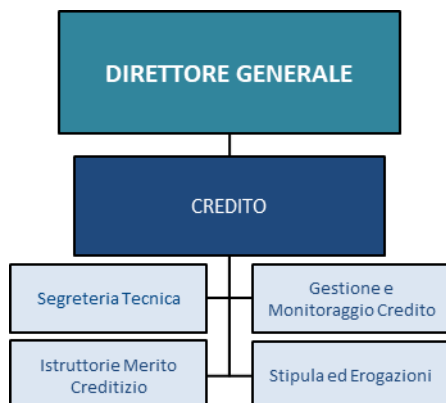 DIRETTORE GENERALE
CREDITO
Segreteria Tecnica
Gestione e
Monitoraggio Credito
Istruttorie Merito
Creditizio
Stipula ed Erogazioni